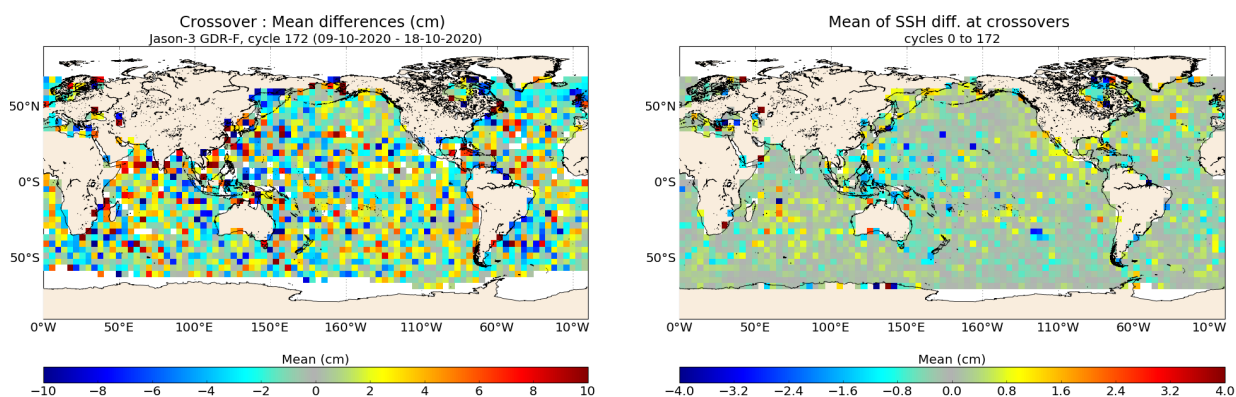 Crossover : Mean differences (cm)
Jason-3 GDR-F, cycle 172 (09-10-2020 - 18-10-2020)
50°N
0°S
50°S
0°W 50°E 100°E 150°E 160°W 110°W 60°W 10°W
Mean (cm)
−10 −8 −6 −4 −2 0 2 4 6 8 10
Mean of SSH diff. at crossovers
cycles 0 to 172
50°N
0°S
50°S
0°W 50°E 100°E 150°E 160°W 110°W 60°W 10°W
Mean (cm)
−4.0 −3.2 −2.4 −1.6 −0.8 0.0 0.8 1.6 2.4 3.2 4.0